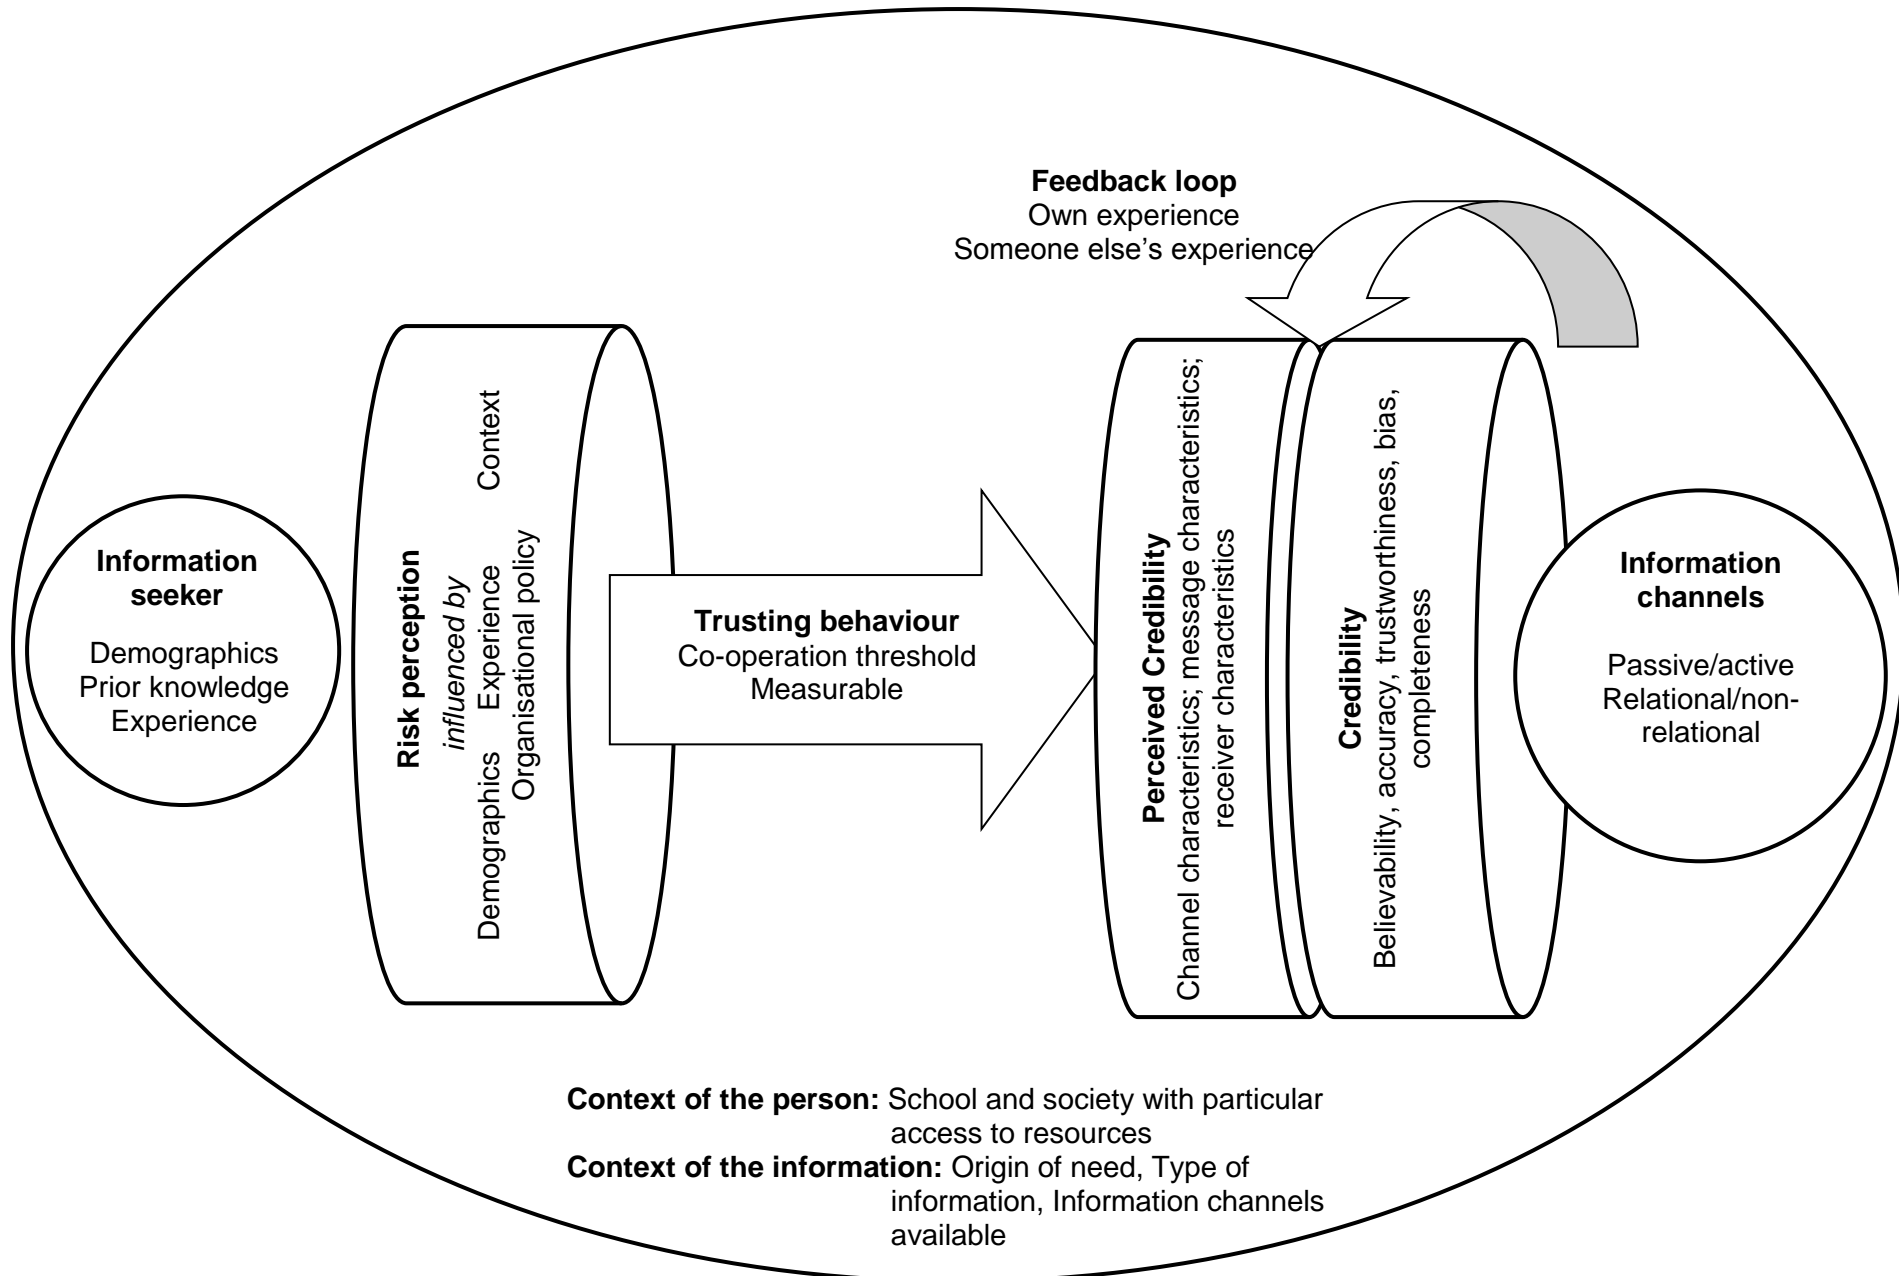 Feedback loop
Own experience
Someone else's experience
Information
seeker
Demographics
Prior knowledge
Experience
Risk perception
influenced by
Demographics Experience Context
Organisational policy
Trusting behaviour
Co-operation threshold
Measurable
Perceived Credibility
Channel characteristics; message characteristics;
receiver characteristics
Credibility
Believability, accuracy, trustworthiness, bias,
completeness
Information
channels
Passive/active
Relational/non-
relational
Context of the person: School and society with particular
access to resources
Context of the information: Origin of need, Type of
information, Information channels
available